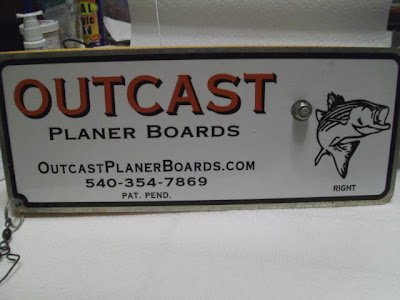 OUTCAST
PLANER BOARDS
OUTCASTPLANERBOARDS.COM
540-354-7869
PAT. PEND.
RIGHT